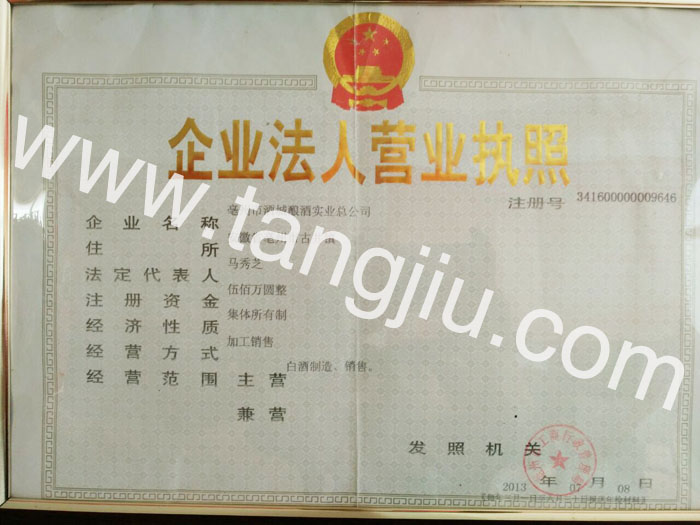 企业法人营业执照
注册号 341600000009646
企业名称 亳州市酒城酿酒实业总公司
住所
法定代表人 马秀芝
注册资金 伍佰万圆整
经济性质 集体所有制
经营方式 加工销售
经营范围 主营 白酒制造、销售。
兼营
发照机关
2013 年 07 月 08 日
www.tangjiu.com